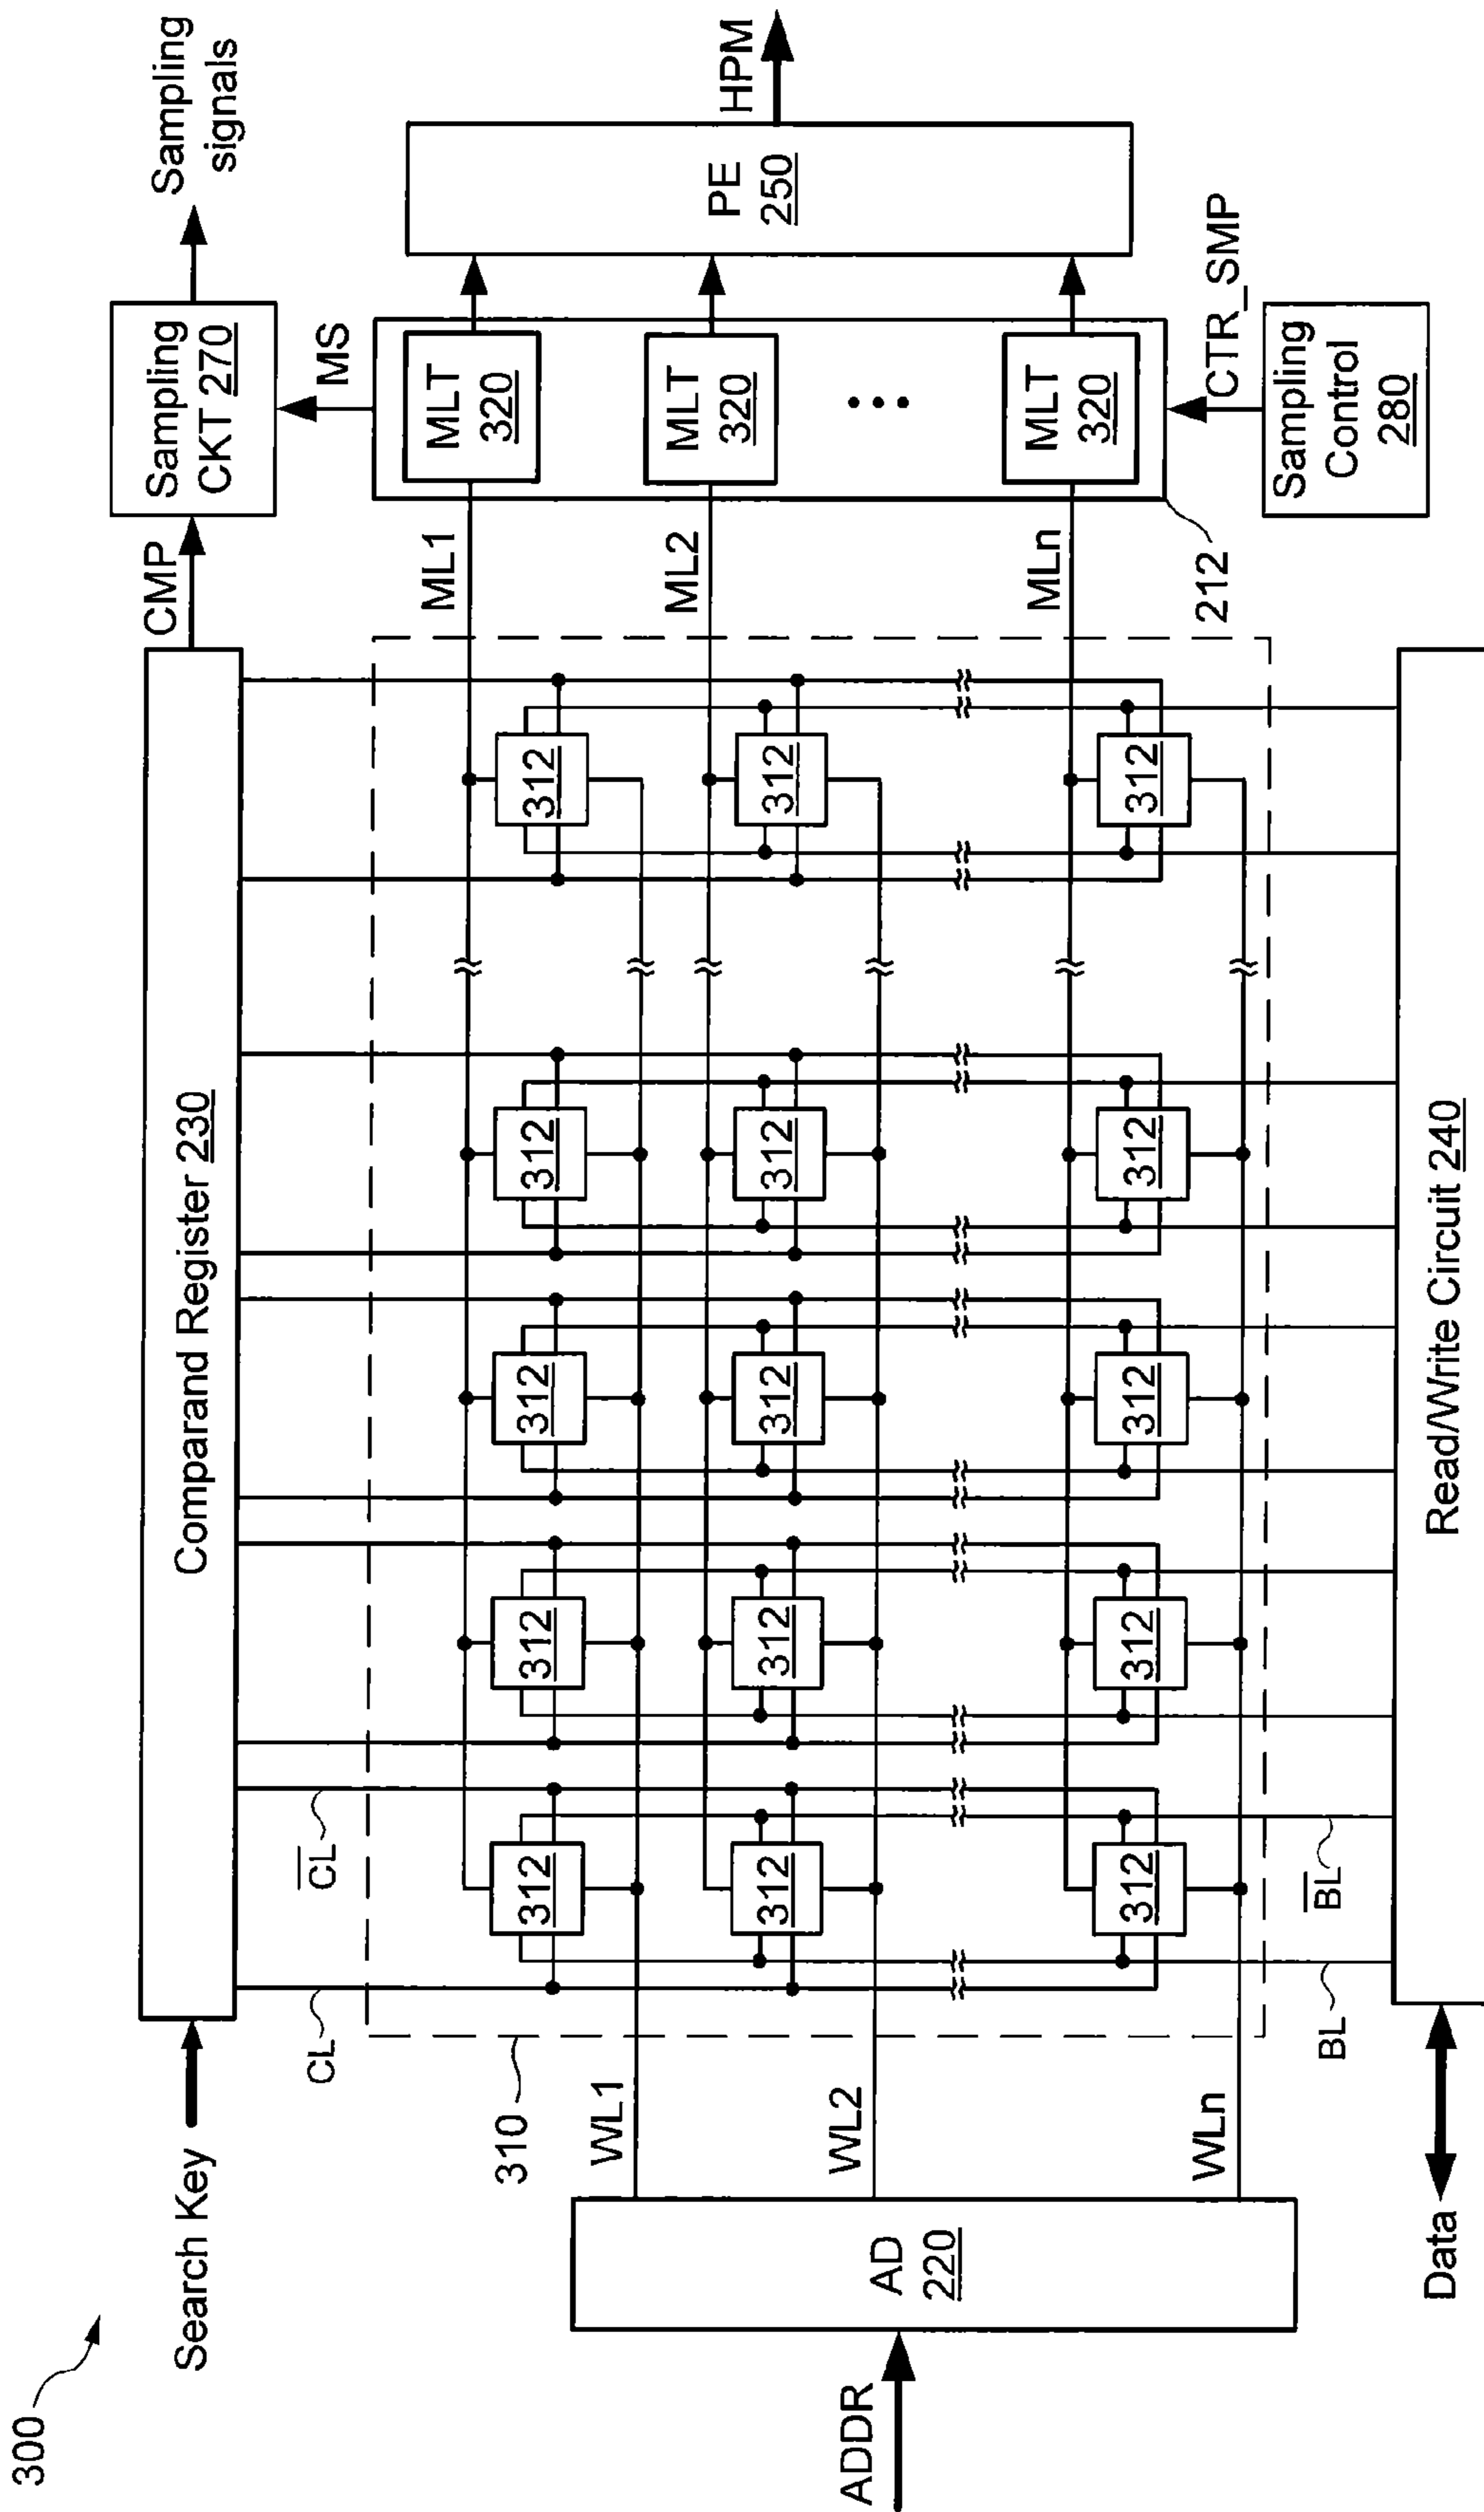 300
Search Key
Comparand Register 230
CMP
Sampling
CKT 270
Sampling
signals
CL
C̅L̅
MS
310
ML1
MLT
320
312 312 312 312 312
WL1
ADDR
AD
220
ML2
MLT
320
PE
250
HPM
312 312 312 312 312
WL2
•••
MLn
MLT
320
312 312 312 312 312
WLn
212
CTR_SMP
BL
B̅L̅
Sampling
Control
280
Data
Read/Write Circuit 240